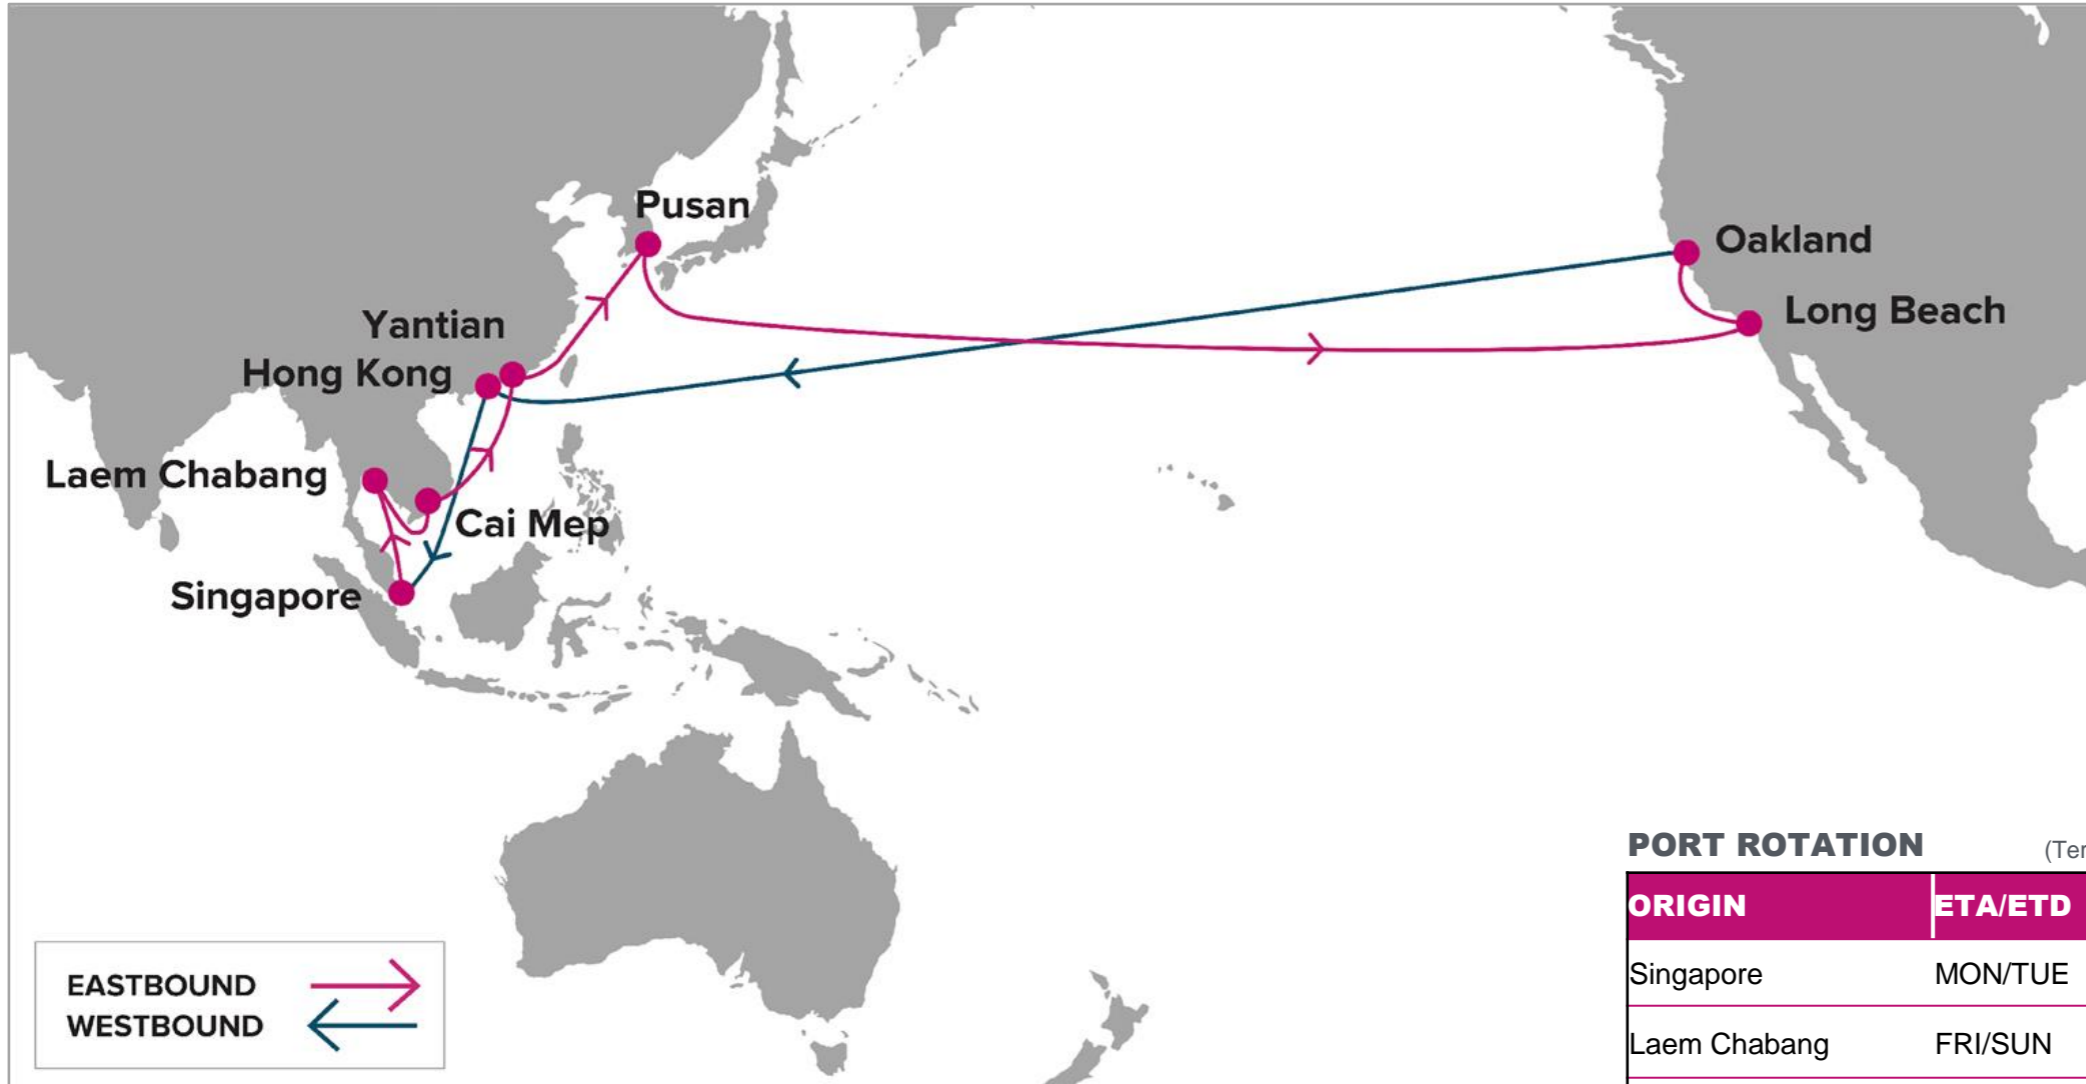 Pusan
Oakland
Long Beach
Yantian
Hong Kong
Laem Chabang
Cai Mep
Singapore
PORT ROTATION (Ter
ORIGIN ETA/ETD
Singapore MON/TUE
Laem Chabang FRI/SUN
EASTBOUND
WESTBOUND